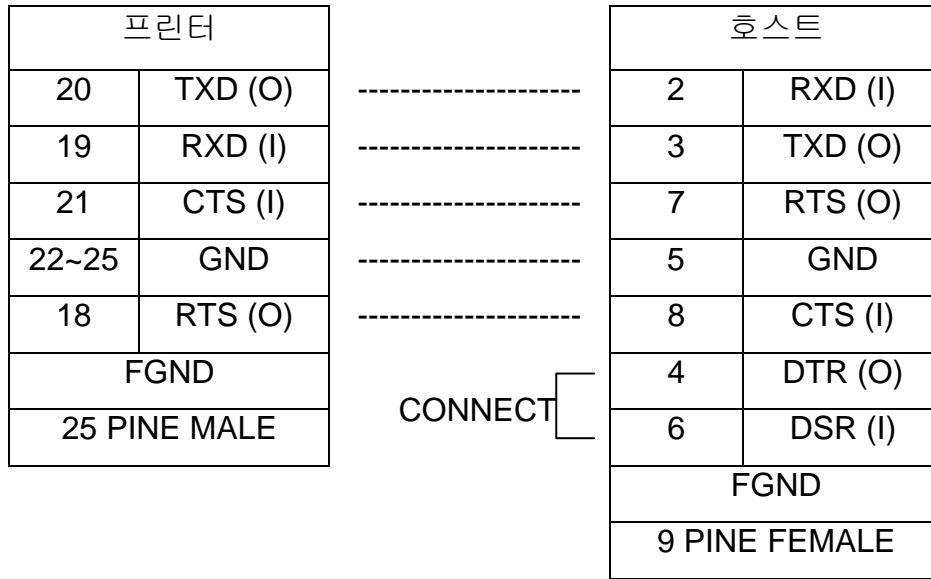 프린터 호스트
20 TXD (O) --------------------- 2 RXD (I)
19 RXD (I) --------------------- 3 TXD (O)
21 CTS (I) --------------------- 7 RTS (O)
22~25 GND --------------------- 5 GND
18 RTS (O) --------------------- 8 CTS (I)
FGND 4 DTR (O)
CONNECT
25 PINE MALE 6 DSR (I)
FGND
9 PINE FEMALE